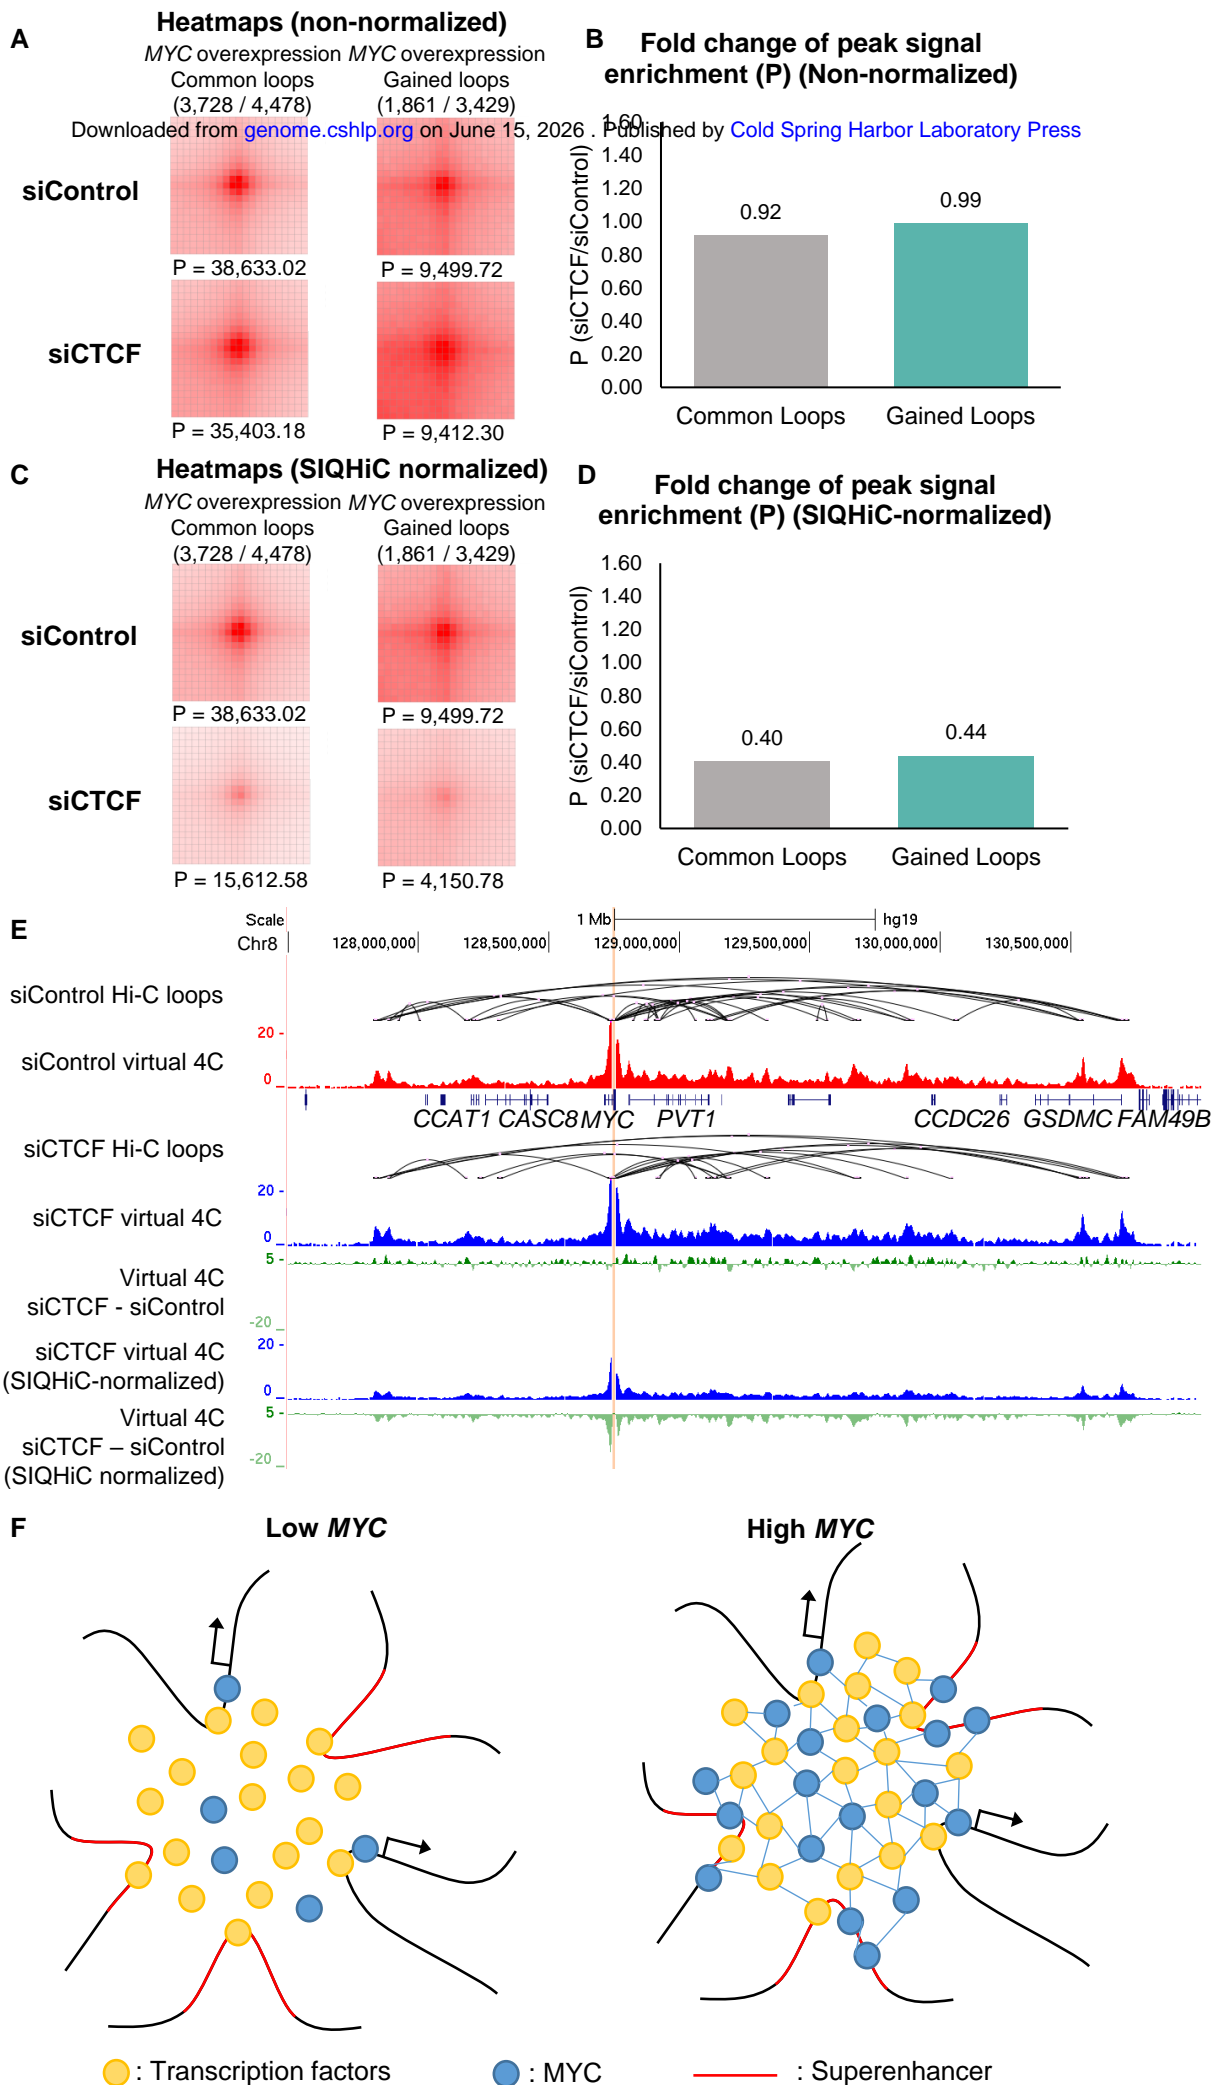 A
Heatmaps (non-normalized)
MYC overexpression MYC overexpression
Common loops Gained loops
(3,728 / 4,478) (1,861 / 3,429)
Downloaded from genome.cshlp.org on June 15, 2026 . Published by Cold Spring Harbor Laboratory Press
siControl
P = 38,633.02 P = 9,499.72
siCTCF
P = 35,403.18 P = 9,412.30
B
Fold change of peak signal
enrichment (P) (Non-normalized)
P (siCTCF/siControl)
1.60
1.40
1.20
1.00
0.80
0.60
0.40
0.20
0.00
0.92
0.99
Common Loops Gained Loops
C
Heatmaps (SIQHiC normalized)
MYC overexpression MYC overexpression
Common loops Gained loops
(3,728 / 4,478) (1,861 / 3,429)
siControl
P = 38,633.02 P = 9,499.72
siCTCF
P = 15,612.58 P = 4,150.78
D
Fold change of peak signal
enrichment (P) (SIQHiC-normalized)
P (siCTCF/siControl)
1.60
1.40
1.20
1.00
0.80
0.60
0.40
0.20
0.00
0.40
0.44
Common Loops Gained Loops
E
Scale 1 Mb hg19
Chr8 128,000,000 128,500,000 129,000,000 129,500,000 130,000,000 130,500,000
siControl Hi-C loops
20 -
siControl virtual 4C
0 _
CCAT1 CASC8 MYC PVT1 CCDC26 GSDMC FAM49B
siCTCF Hi-C loops
20 -
siCTCF virtual 4C
0 _
5 -
Virtual 4C
siCTCF - siControl
-20 _
20 -
siCTCF virtual 4C
(SIQHiC-normalized)
0 _
5 -
Virtual 4C
siCTCF – siControl
(SIQHiC normalized)
-20 _
F
Low MYC High MYC
: Transcription factors : MYC : Superenhancer